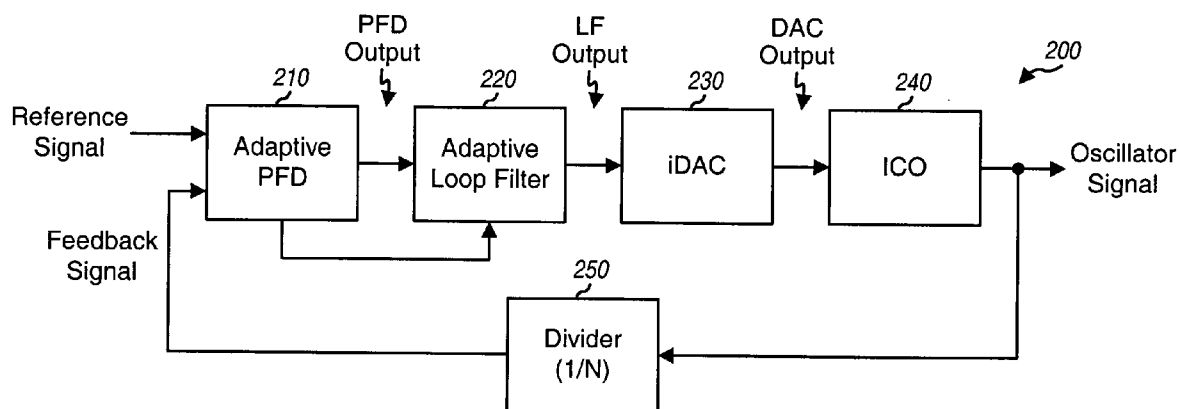 PFD
Output
LF
Output
DAC
Output
200
210
220
230
240
Reference
Signal
Adaptive
PFD
Adaptive
Loop Filter
iDAC
ICO
Oscillator
Signal
Feedback
Signal
250
Divider
(1/N)